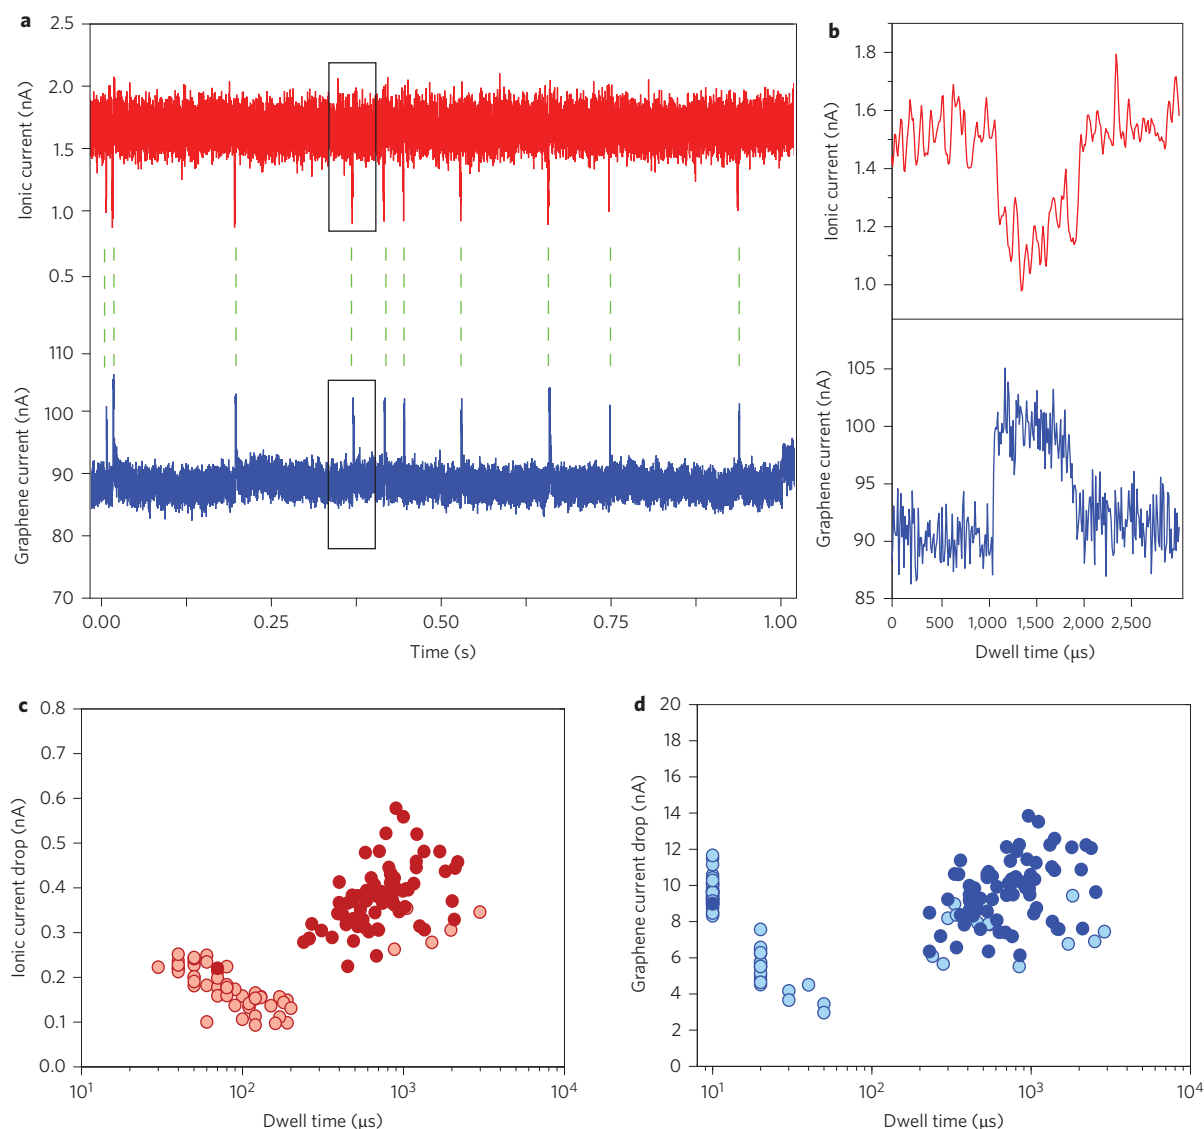 a
2.5
2.0
1.5
1.0
0.5
Ionic current (nA)
110
100
90
80
70
Graphene current (nA)
0.00 0.25 0.50 0.75 1.00
Time (s)
b
1.8
1.6
1.4
1.2
1.0
Ionic current (nA)
105
100
95
90
85
Graphene current (nA)
0 500 1,000 1,500 2,000 2,500
Dwell time (μs)
c
0.8
0.7
0.6
0.5
0.4
0.3
0.2
0.1
0.0
Ionic current drop (nA)
10¹ 10² 10³ 10⁴
Dwell time (μs)
d
20
18
16
14
12
10
8
6
4
2
0
Graphene current drop (nA)
10¹ 10² 10³ 10⁴
Dwell time (μs)